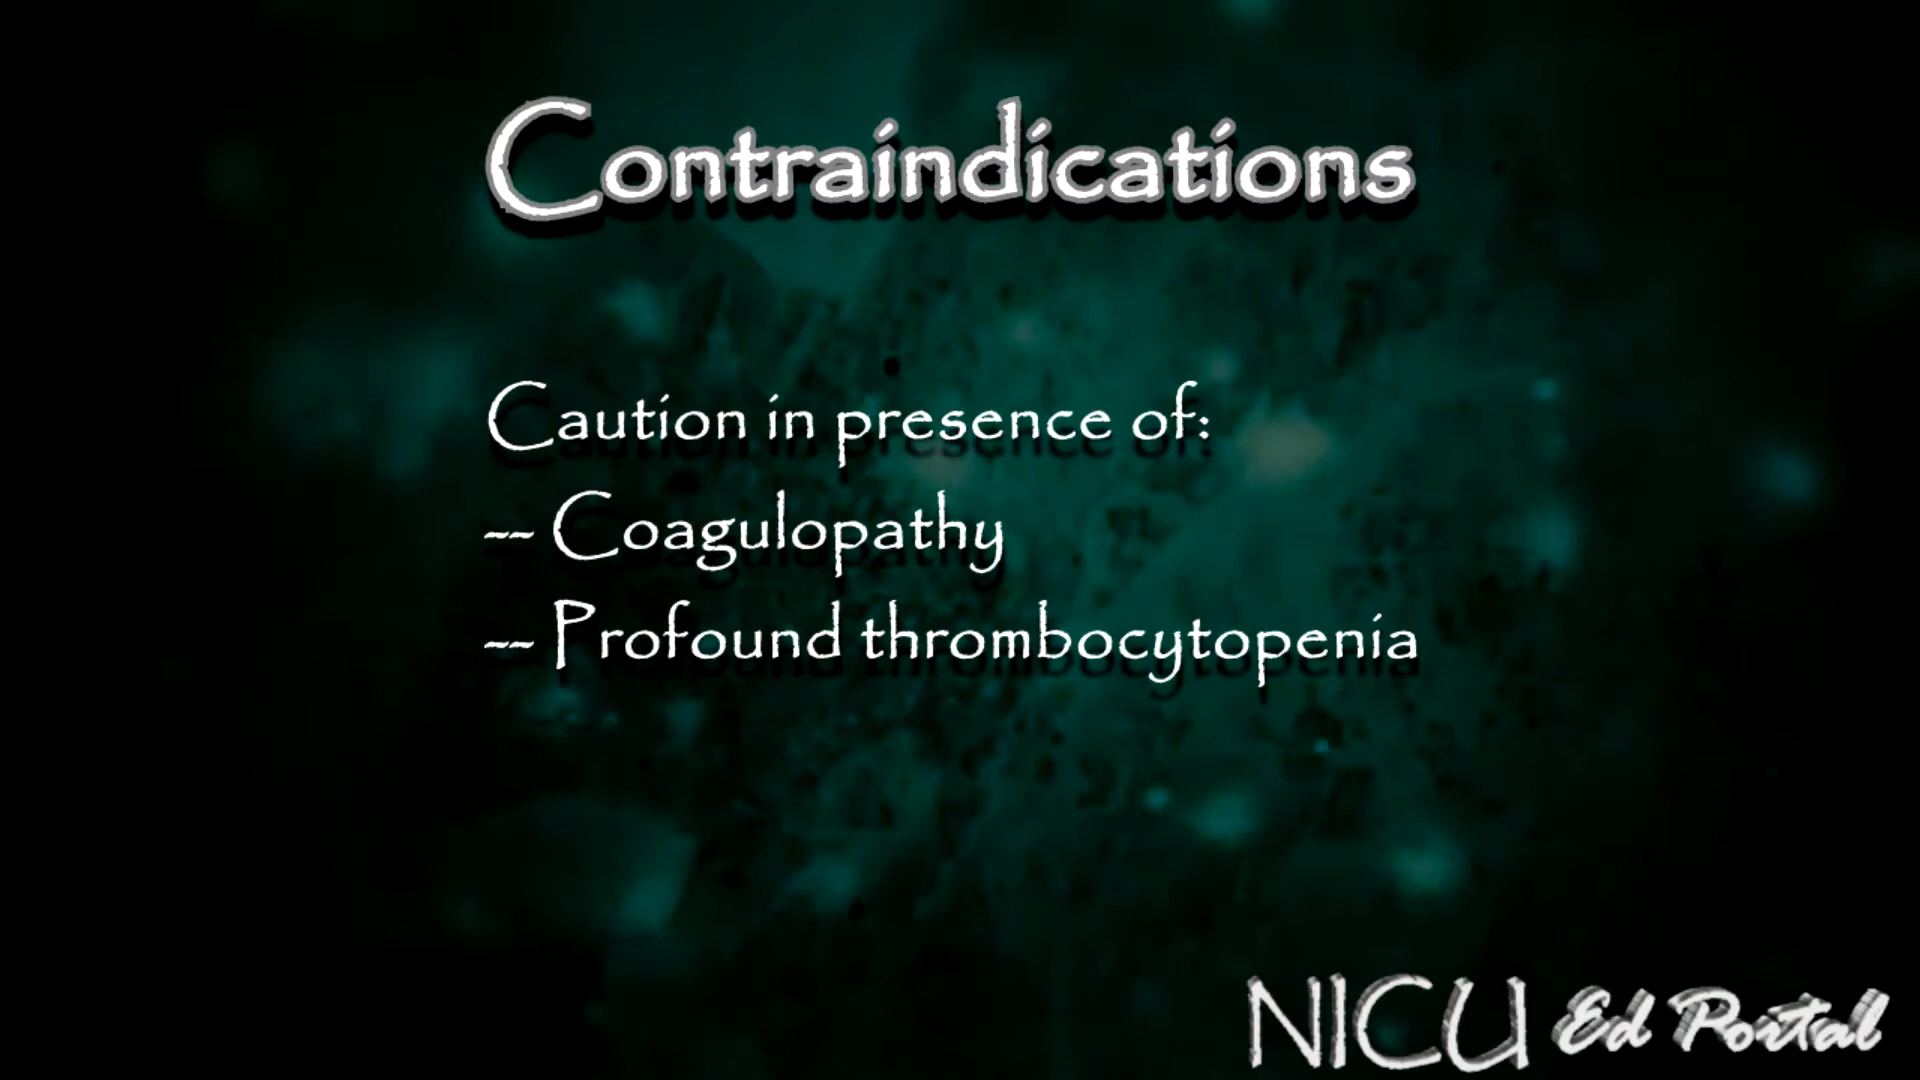 Contraindications
Caution in presence of:
-- Coagulopathy
-- Profound thrombocytopenia
NICU Ed Portal